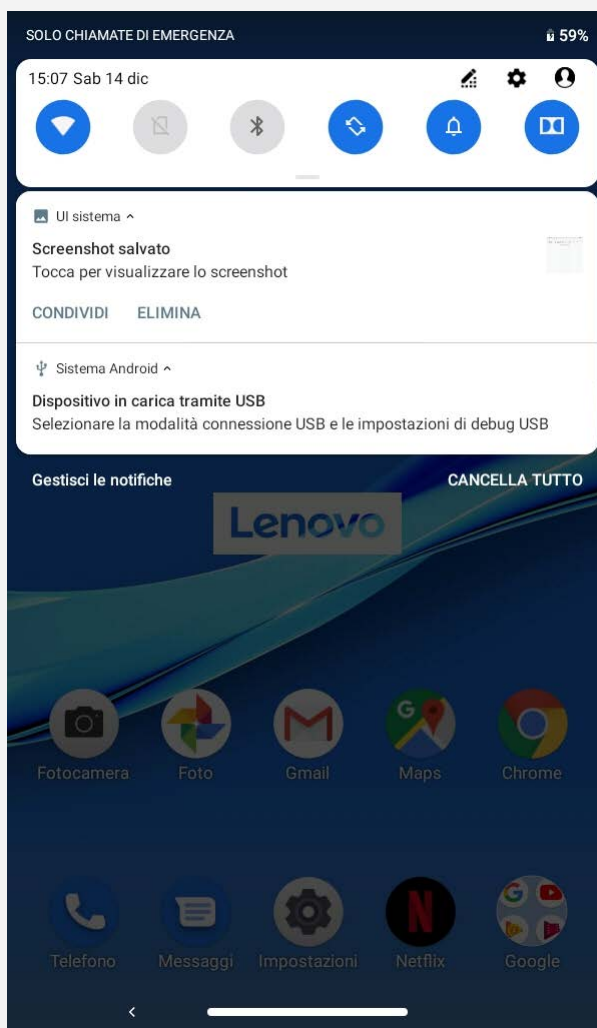 SOLO CHIAMATE DI EMERGENZA 59%
15:07 Sab 14 dic
UI sistema
Screenshot salvato
Tocca per visualizzare lo screenshot
CONDIVIDI ELIMINA
Sistema Android
Dispositivo in carica tramite USB
Selezionare la modalità connessione USB e le impostazioni di debug USB
Gestisci le notifiche CANCELLA TUTTO
Lenovo
Fotocamera Foto Gmail Maps Chrome
Telefono Messaggi Impostazioni Netflix Google